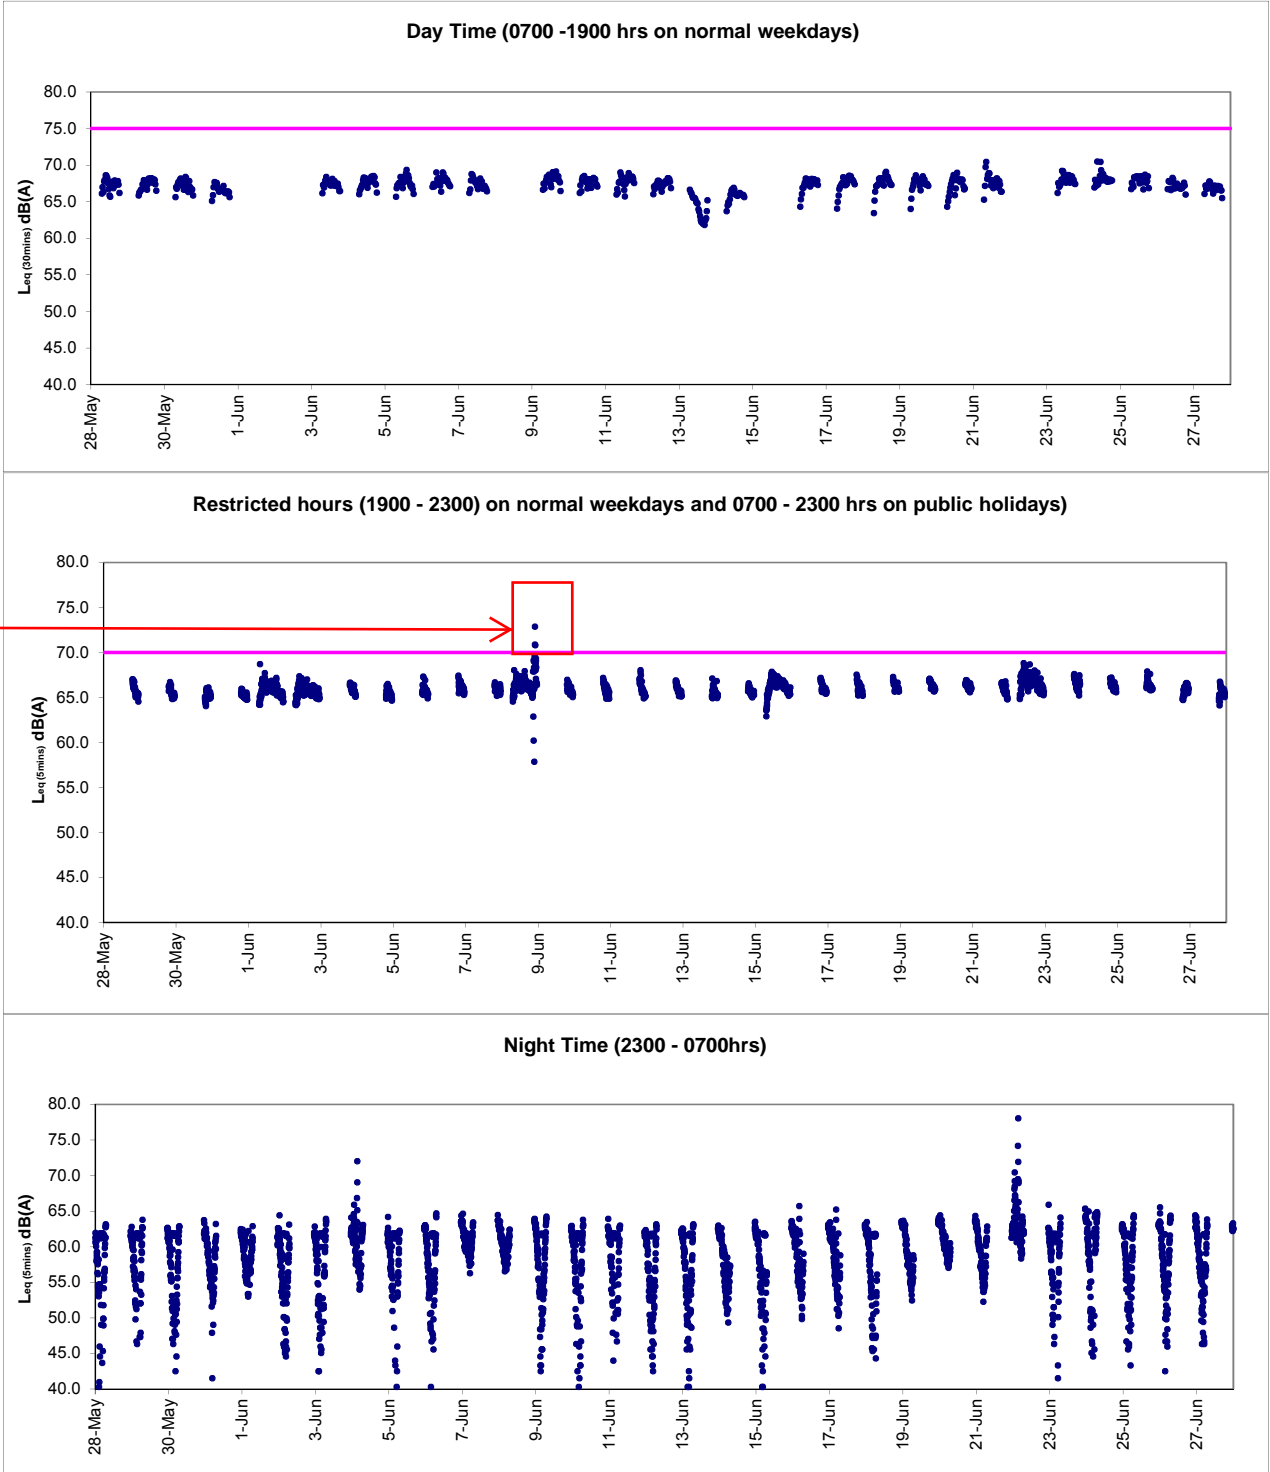 Day Time (0700 -1900 hrs on normal weekdays)
80.0
75.0
70.0
65.0
60.0
55.0
50.0
45.0
40.0
Leq (30mins) dB(A)
28-May
30-May
1-Jun
3-Jun
5-Jun
7-Jun
9-Jun
11-Jun
13-Jun
15-Jun
17-Jun
19-Jun
21-Jun
23-Jun
25-Jun
27-Jun
Restricted hours (1900 - 2300) on normal weekdays and 0700 - 2300 hrs on public holidays)
80.0
75.0
70.0
65.0
60.0
55.0
50.0
45.0
40.0
Leq (5mins) dB(A)
28-May
30-May
1-Jun
3-Jun
5-Jun
7-Jun
9-Jun
11-Jun
13-Jun
15-Jun
17-Jun
19-Jun
21-Jun
23-Jun
25-Jun
27-Jun
Night Time (2300 - 0700hrs)
80.0
75.0
70.0
65.0
60.0
55.0
50.0
45.0
40.0
Leq (5mins) dB(A)
28-May
30-May
1-Jun
3-Jun
5-Jun
7-Jun
9-Jun
11-Jun
13-Jun
15-Jun
17-Jun
19-Jun
21-Jun
23-Jun
25-Jun
27-Jun